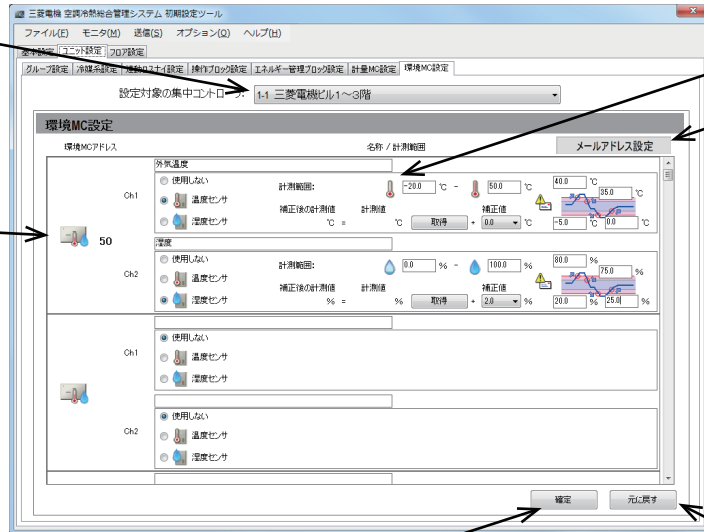 三菱電機 空調冷熱総合管理システム 初期設定ツール
ファイル(F) モニタ(M) 送信(S) オプション(O) ヘルプ(H)
基本設定 ユニット設定 フロア設定
グループ設定 冷媒系設定 連動ロスナイ設定 操作ブロック設定 エネルギー管理ブロック設定 計量MC設定 環境MC設定
設定対象の集中コントローラ: 1-1 三菱電機ビル1～3階
環境MC設定
環境MCアドレス 名称 / 計測範囲 メールアドレス設定
外気温度
Ch1
使用しない
温度センサ
湿度センサ
計測範囲: -20.0 ℃ - 50.0 ℃
補正後の計測値 計測値 補正値
℃ = ℃ 取得 + 0.0 ℃
40.0 ℃
35.0 ℃
-5.0 ℃ 0.0 ℃
50
湿度
Ch2
使用しない
温度センサ
湿度センサ
計測範囲: 0.0 % - 100.0 %
補正後の計測値 計測値 補正値
% = % 取得 + 2.0 %
80.0 %
75.0 %
20.0 % 25.0 %
Ch1
使用しない
温度センサ
湿度センサ
Ch2
使用しない
温度センサ
湿度センサ
確定 元に戻す